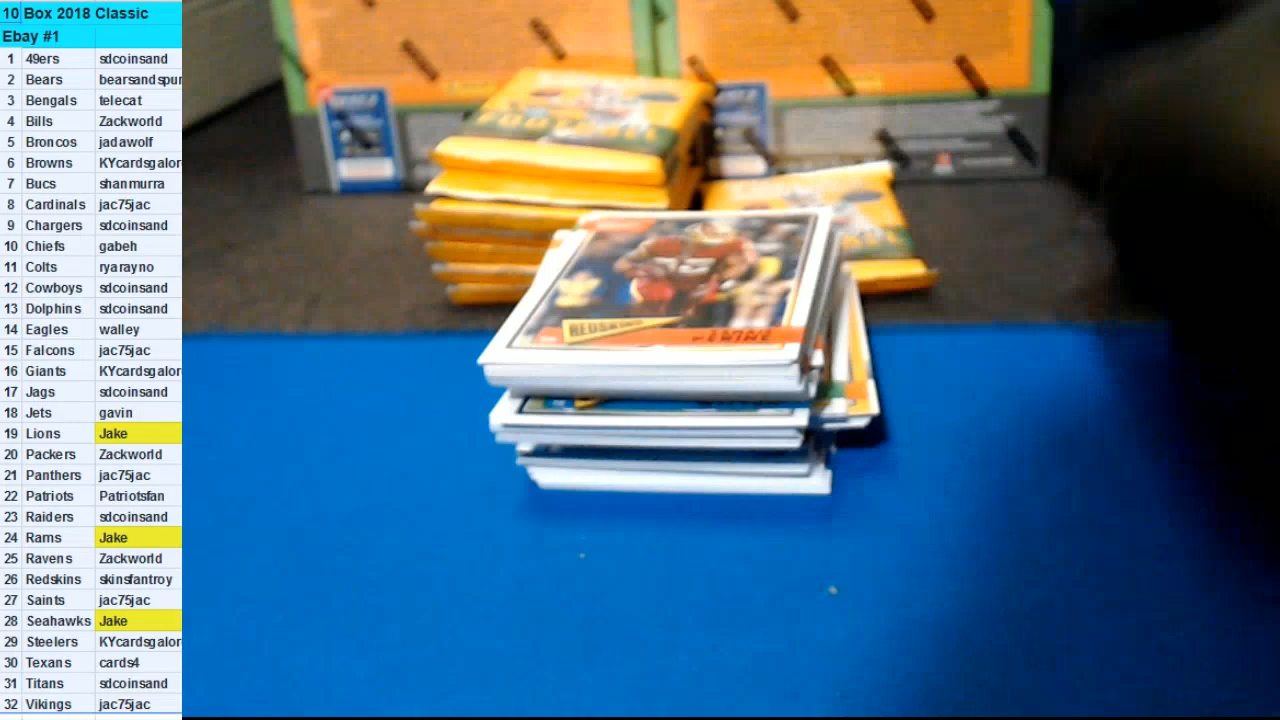 10 Box 2018 Classic
Ebay #1
1 49ers sdcoinsand
2 Bears bearsandspur
3 Bengals telecat
4 Bills Zackworld
5 Broncos jadawolf
6 Browns KYcardsgalor
7 Bucs shanmurra
8 Cardinals jac75jac
9 Chargers sdcoinsand
10 Chiefs gabeh
11 Colts ryarayno
12 Cowboys sdcoinsand
13 Dolphins sdcoinsand
14 Eagles walley
15 Falcons jac75jac
16 Giants KYcardsgalor
17 Jags sdcoinsand
18 Jets gavin
19 Lions Jake
20 Packers Zackworld
21 Panthers jac75jac
22 Patriots Patriotsfan
23 Raiders sdcoinsand
24 Rams Jake
25 Ravens Zackworld
26 Redskins skinsfantroy
27 Saints jac75jac
28 Seahawks Jake
29 Steelers KYcardsgalor
30 Texans cards4
31 Titans sdcoinsand
32 Vikings jac75jac
FOOTBALL
REDSKINS